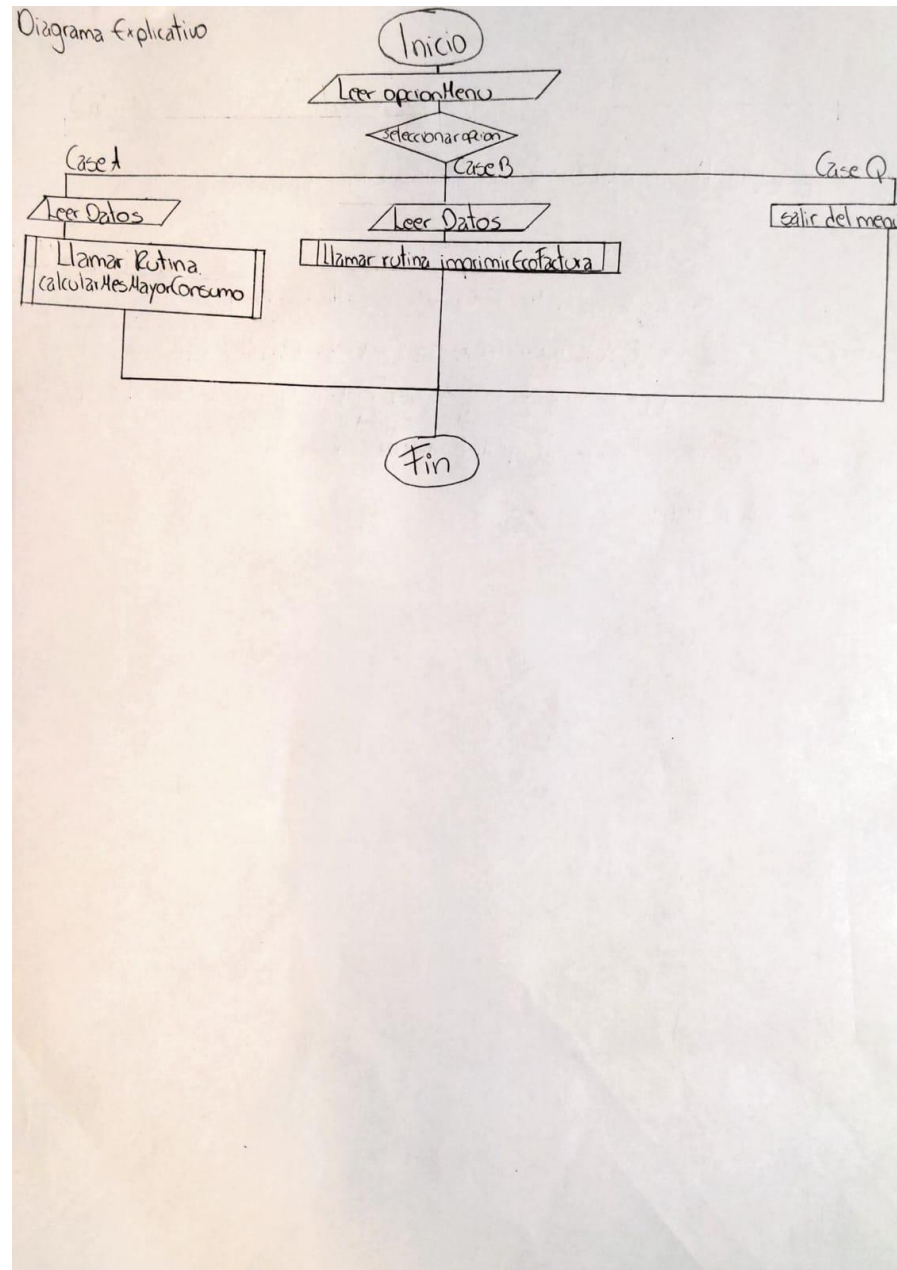 Diagrama Explicativo
Inicio
Leer opcionMenu
seleccionar opcion
Case A
Case B
Case Q
Leer Datos
Leer Datos
salir del menu
Llamar Rutina
calcularMesMayorConsumo
Llamar rutina imprimirEcoFactura
Fin